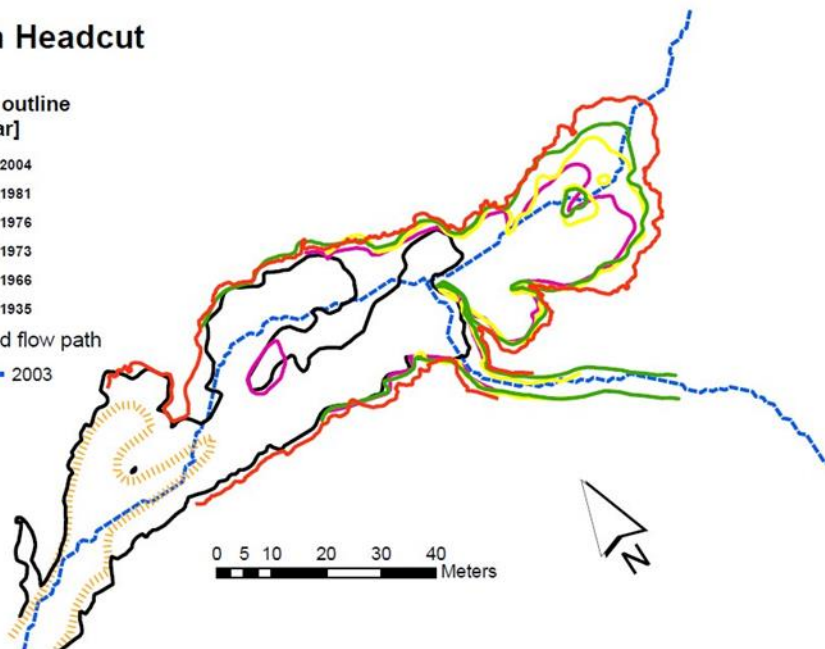 n Headcut
outline
ar]
2004
1981
1976
1973
1966
1935
d flow path
2003
0 5 10 20 30 40
Meters
N